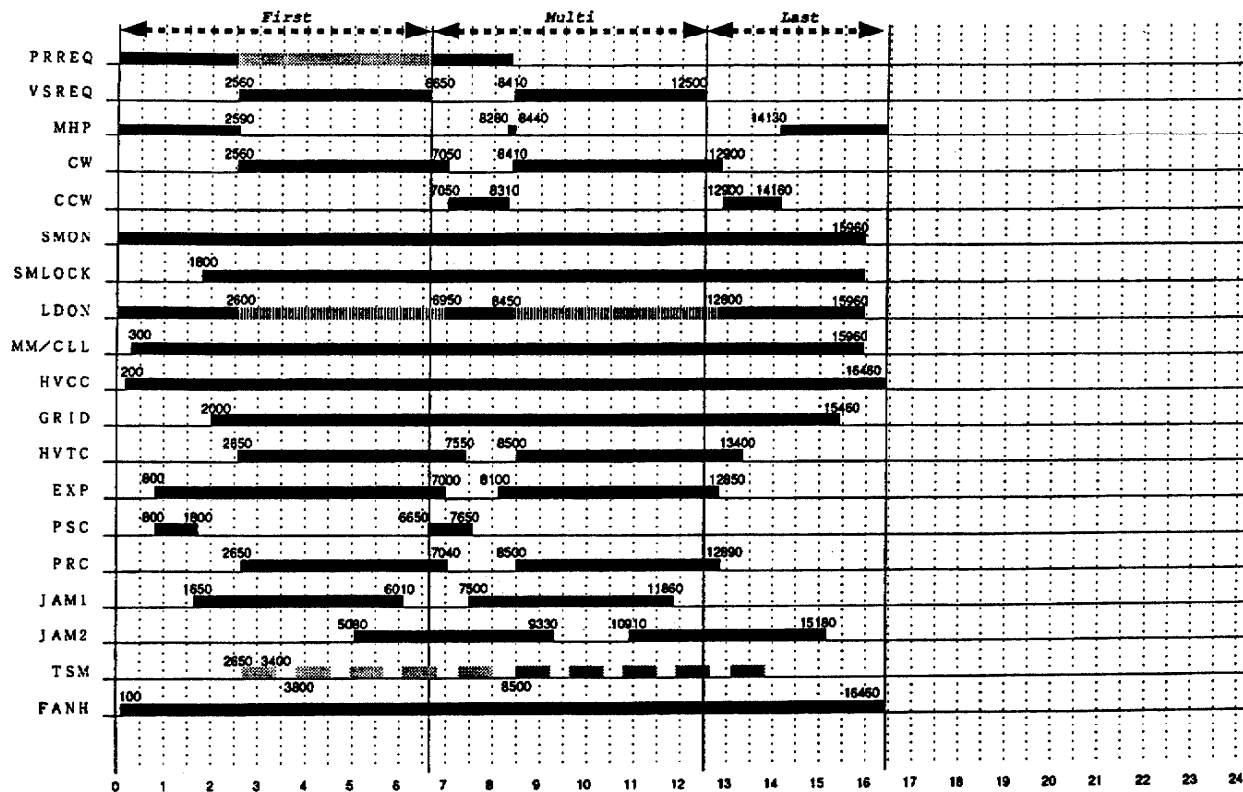 First Multi Last
PRREQ
2560 6650 8410 12500
VSREQ
2590 8280 8440 14130
MHP
2560 7050 8410 12900
CW
7050 8310 12900 14160
CCW
15960
SMON
1800
SMLOCK
2600 6950 8450 12800 15960
LDON
300 15960
MM/CLL
200 16460
HVCC
2000 15460
GRID
2650 7550 8500 13400
HVTC
800 7000 8100 12850
EXP
800 1800 6650 7650
PSC
2650 7040 8500 12890
PRC
1650 6010 7500 11860
JAM1
5080 9330 10910 15180
JAM2
2650 3400
TSM
3800 8500
100 16460
FANH
0 1 2 3 4 5 6 7 8 9 10 11 12 13 14 15 16 17 18 19 20 21 22 23 24